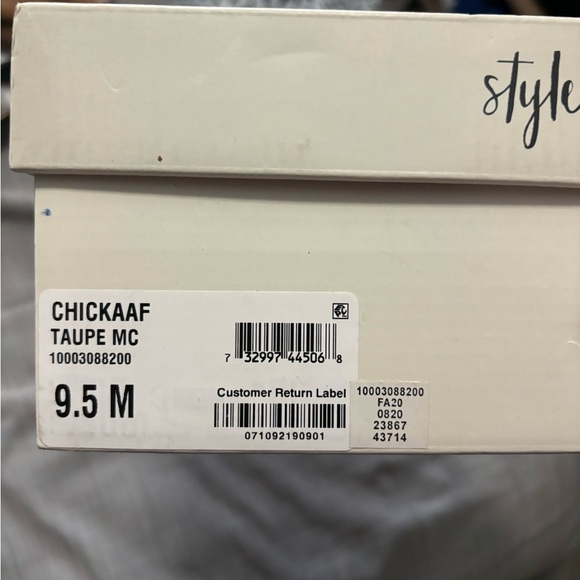 style
CHICKAAF
TAUPE MC
10003088200
7 32997 44506 8
9.5 M
Customer Return Label
071092190901
10003088200
FA20
0820
23867
43714